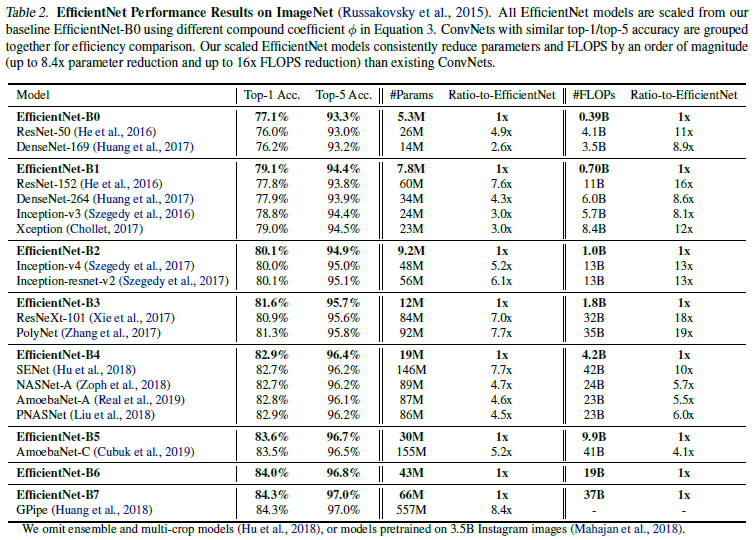 Table 2. EfficientNet Performance Results on ImageNet (Russakovsky et al., 2015). All EfficientNet models are scaled from our
baseline EfficientNet-B0 using different compound coefficient ϕ in Equation 3. ConvNets with similar top-1/top-5 accuracy are grouped
together for efficiency comparison. Our scaled EfficientNet models consistently reduce parameters and FLOPS by an order of magnitude
(up to 8.4x parameter reduction and up to 16x FLOPS reduction) than existing ConvNets.
Model Top-1 Acc. Top-5 Acc. #Params Ratio-to-EfficientNet #FLOPs Ratio-to-EfficientNet
EfficientNet-B0 77.1% 93.3% 5.3M 1x 0.39B 1x
ResNet-50 (He et al., 2016) 76.0% 93.0% 26M 4.9x 4.1B 11x
DenseNet-169 (Huang et al., 2017) 76.2% 93.2% 14M 2.6x 3.5B 8.9x
EfficientNet-B1 79.1% 94.4% 7.8M 1x 0.70B 1x
ResNet-152 (He et al., 2016) 77.8% 93.8% 60M 7.6x 11B 16x
DenseNet-264 (Huang et al., 2017) 77.9% 93.9% 34M 4.3x 6.0B 8.6x
Inception-v3 (Szegedy et al., 2016) 78.8% 94.4% 24M 3.0x 5.7B 8.1x
Xception (Chollet, 2017) 79.0% 94.5% 23M 3.0x 8.4B 12x
EfficientNet-B2 80.1% 94.9% 9.2M 1x 1.0B 1x
Inception-v4 (Szegedy et al., 2017) 80.0% 95.0% 48M 5.2x 13B 13x
Inception-resnet-v2 (Szegedy et al., 2017) 80.1% 95.1% 56M 6.1x 13B 13x
EfficientNet-B3 81.6% 95.7% 12M 1x 1.8B 1x
ResNeXt-101 (Xie et al., 2017) 80.9% 95.6% 84M 7.0x 32B 18x
PolyNet (Zhang et al., 2017) 81.3% 95.8% 92M 7.7x 35B 19x
EfficientNet-B4 82.9% 96.4% 19M 1x 4.2B 1x
SENet (Hu et al., 2018) 82.7% 96.2% 146M 7.7x 42B 10x
NASNet-A (Zoph et al., 2018) 82.7% 96.2% 89M 4.7x 24B 5.7x
AmoebaNet-A (Real et al., 2019) 82.8% 96.1% 87M 4.6x 23B 5.5x
PNASNet (Liu et al., 2018) 82.9% 96.2% 86M 4.5x 23B 6.0x
EfficientNet-B5 83.6% 96.7% 30M 1x 9.9B 1x
AmoebaNet-C (Cubuk et al., 2019) 83.5% 96.5% 155M 5.2x 41B 4.1x
EfficientNet-B6 84.0% 96.8% 43M 1x 19B 1x
EfficientNet-B7 84.3% 97.0% 66M 1x 37B 1x
GPipe (Huang et al., 2018) 84.3% 97.0% 557M 8.4x - -
We omit ensemble and multi-crop models (Hu et al., 2018), or models pretrained on 3.5B Instagram images (Mahajan et al., 2018).